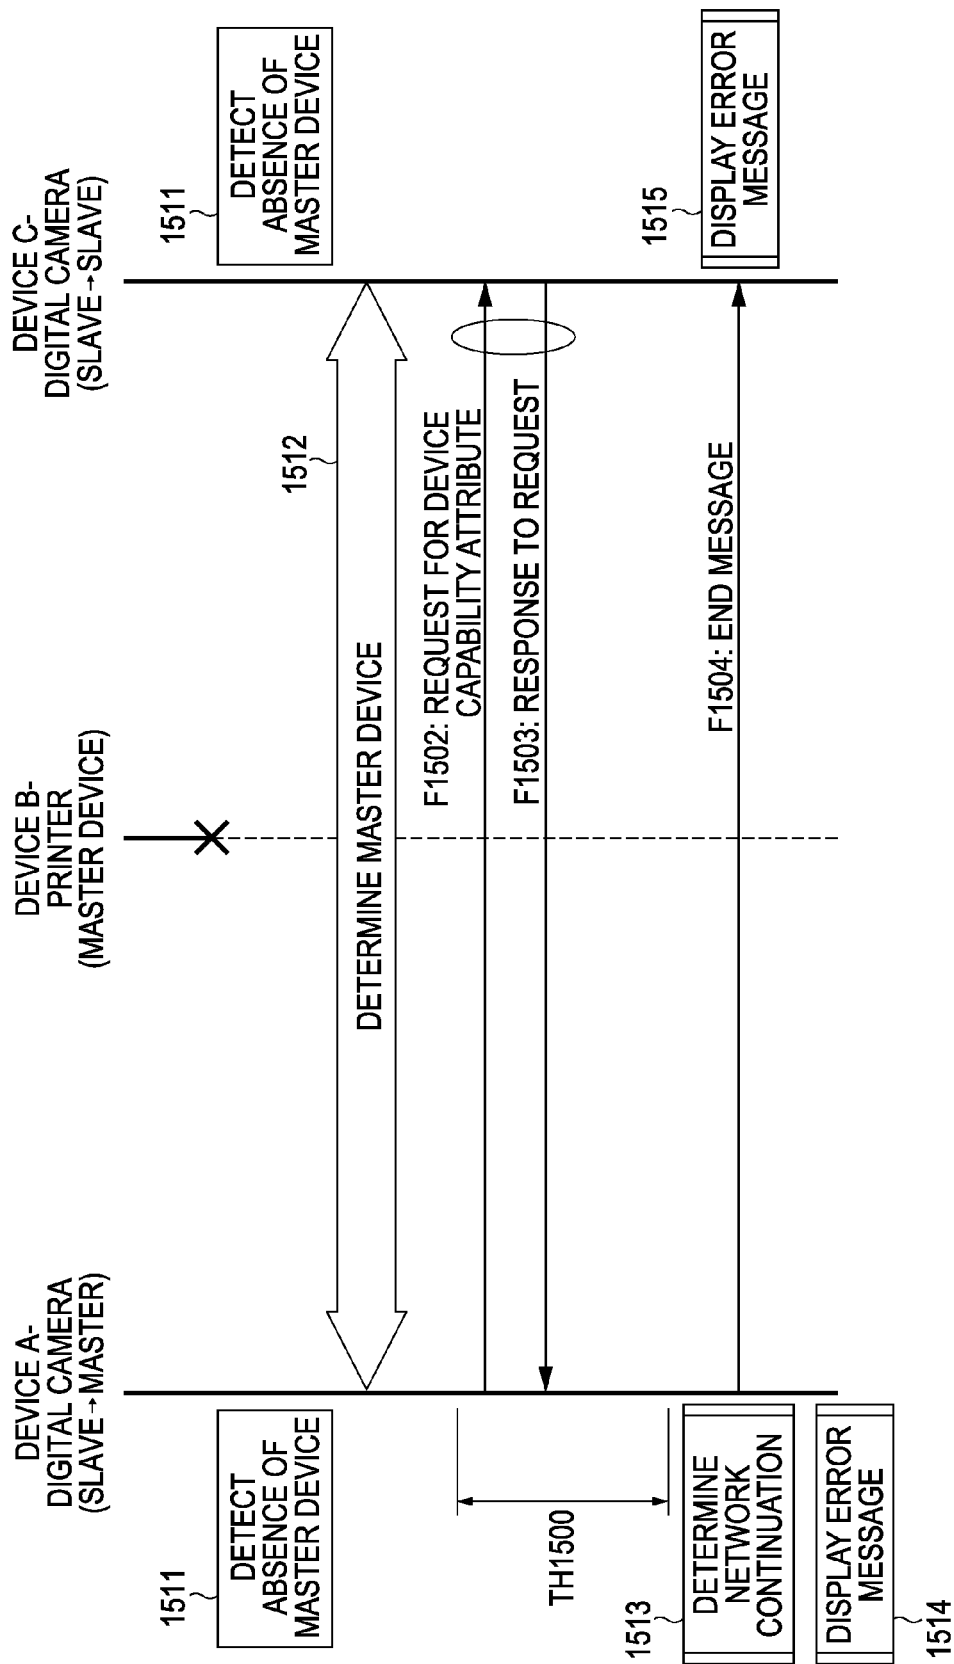 DEVICE A-
DIGITAL CAMERA
(SLAVE→MASTER)
DEVICE B-
PRINTER
(MASTER DEVICE)
DEVICE C-
DIGITAL CAMERA
(SLAVE→SLAVE)
1511
DETECT
ABSENCE OF
MASTER DEVICE
1511
DETECT
ABSENCE OF
MASTER DEVICE
1512
DETERMINE MASTER DEVICE
F1502: REQUEST FOR DEVICE
CAPABILITY ATTRIBUTE
F1503: RESPONSE TO REQUEST
TH1500
1513
DETERMINE
NETWORK
CONTINUATION
F1504: END MESSAGE
1515
DISPLAY ERROR
MESSAGE
DISPLAY ERROR
MESSAGE
1514